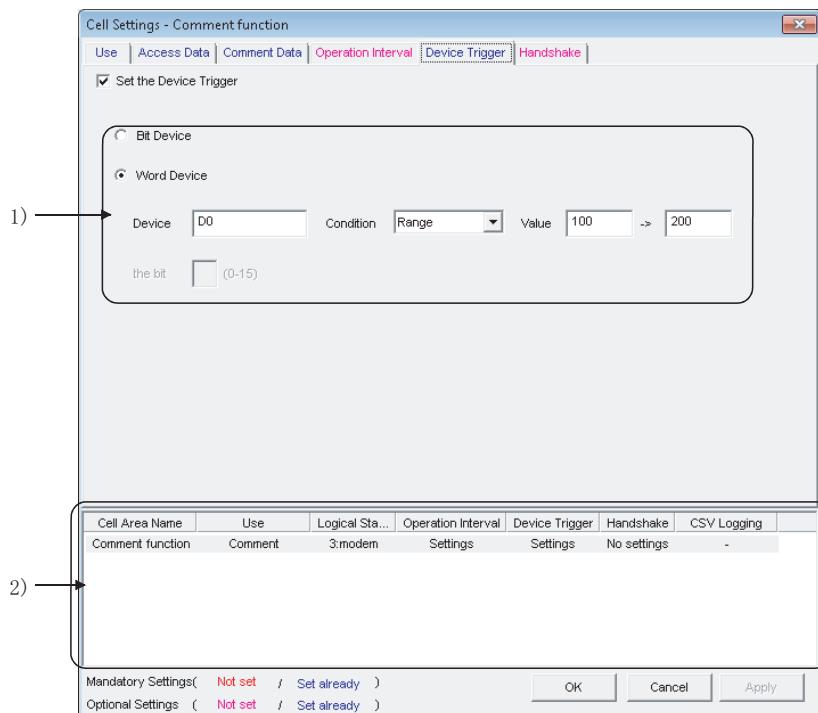 Cell Settings - Comment function
Use Access Data Comment Data Operation Interval Device Trigger Handshake
Set the Device Trigger
Bit Device
Word Device
1)
Device D0 Condition Range Value 100 -> 200
the bit (0-15)
Cell Area Name Use Logical Sta... Operation Interval Device Trigger Handshake CSV Logging
Comment function Comment 3:modem Settings Settings No settings -
2)
Mandatory Settings( Not set / Set already )
OK Cancel Apply
Optional Settings ( Not set / Set already )